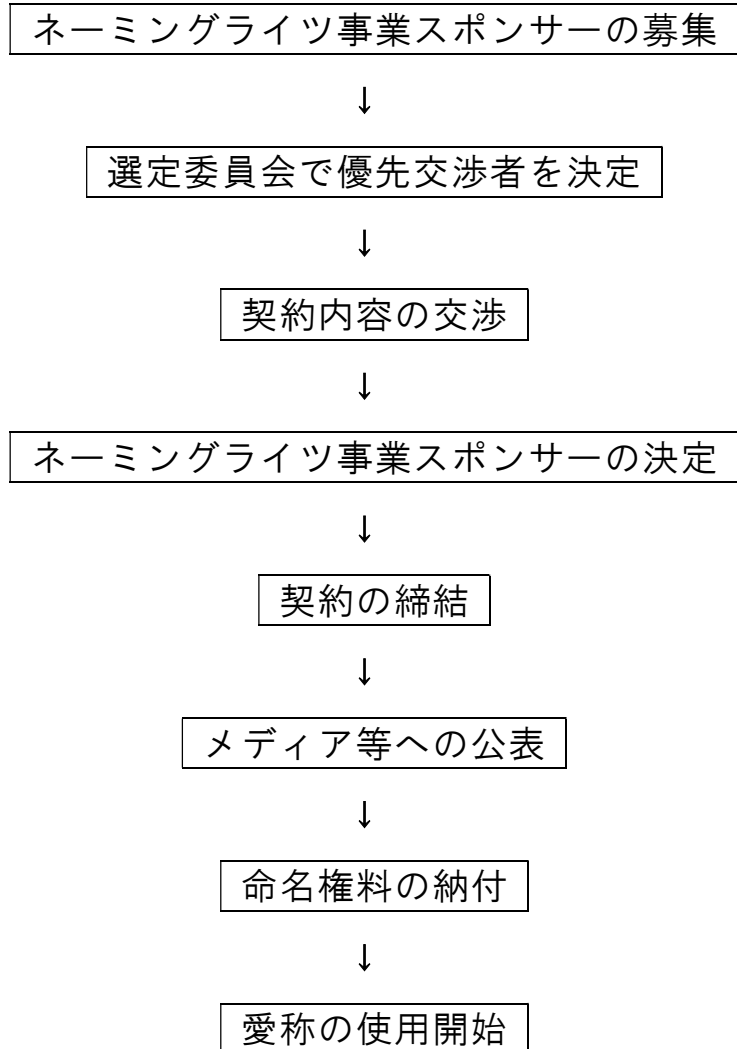 ネーミングライツ事業スポンサーの募集
↓
選定委員会で優先交渉者を決定
↓
契約内容の交渉
↓
ネーミングライツ事業スポンサーの決定
↓
契約の締結
↓
メディア等への公表
↓
命名権料の納付
↓
愛称の使用開始